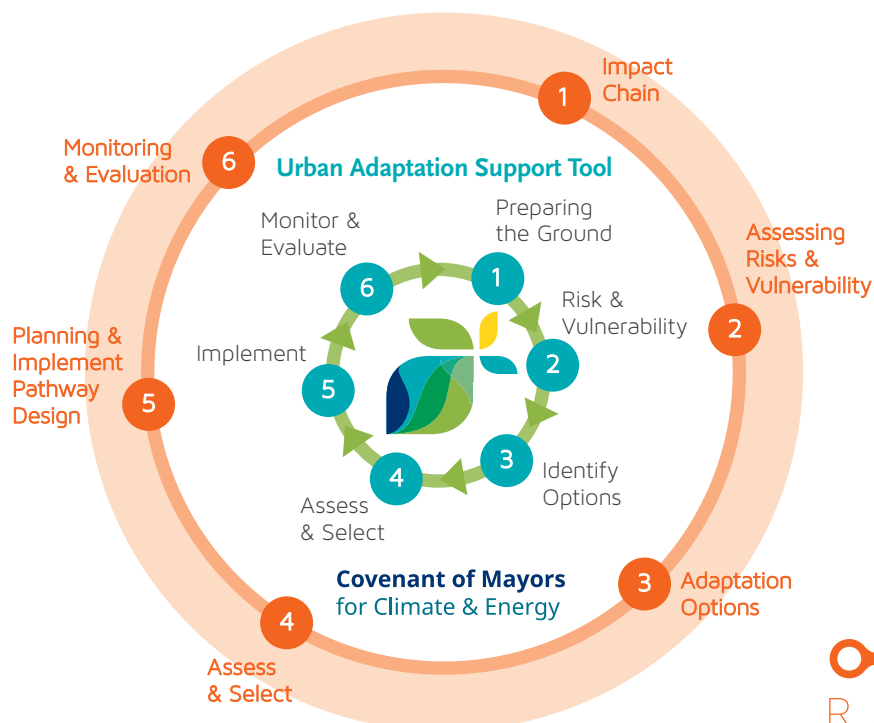 1
Impact
Chain
6
Monitoring
& Evaluation
Urban Adaptation Support Tool
Monitor &
Evaluate
Preparing
the Ground
Assessing
Risks &
Vulnerability
6
1
Risk &
Vulnerability
2
Planning &
Implement
Pathway
Design
Implement
2
5
5
3
4
Identify
Options
Assess
& Select
Covenant of Mayors
for Climate & Energy
3
Adaptation
Options
4
Assess
& Select
R